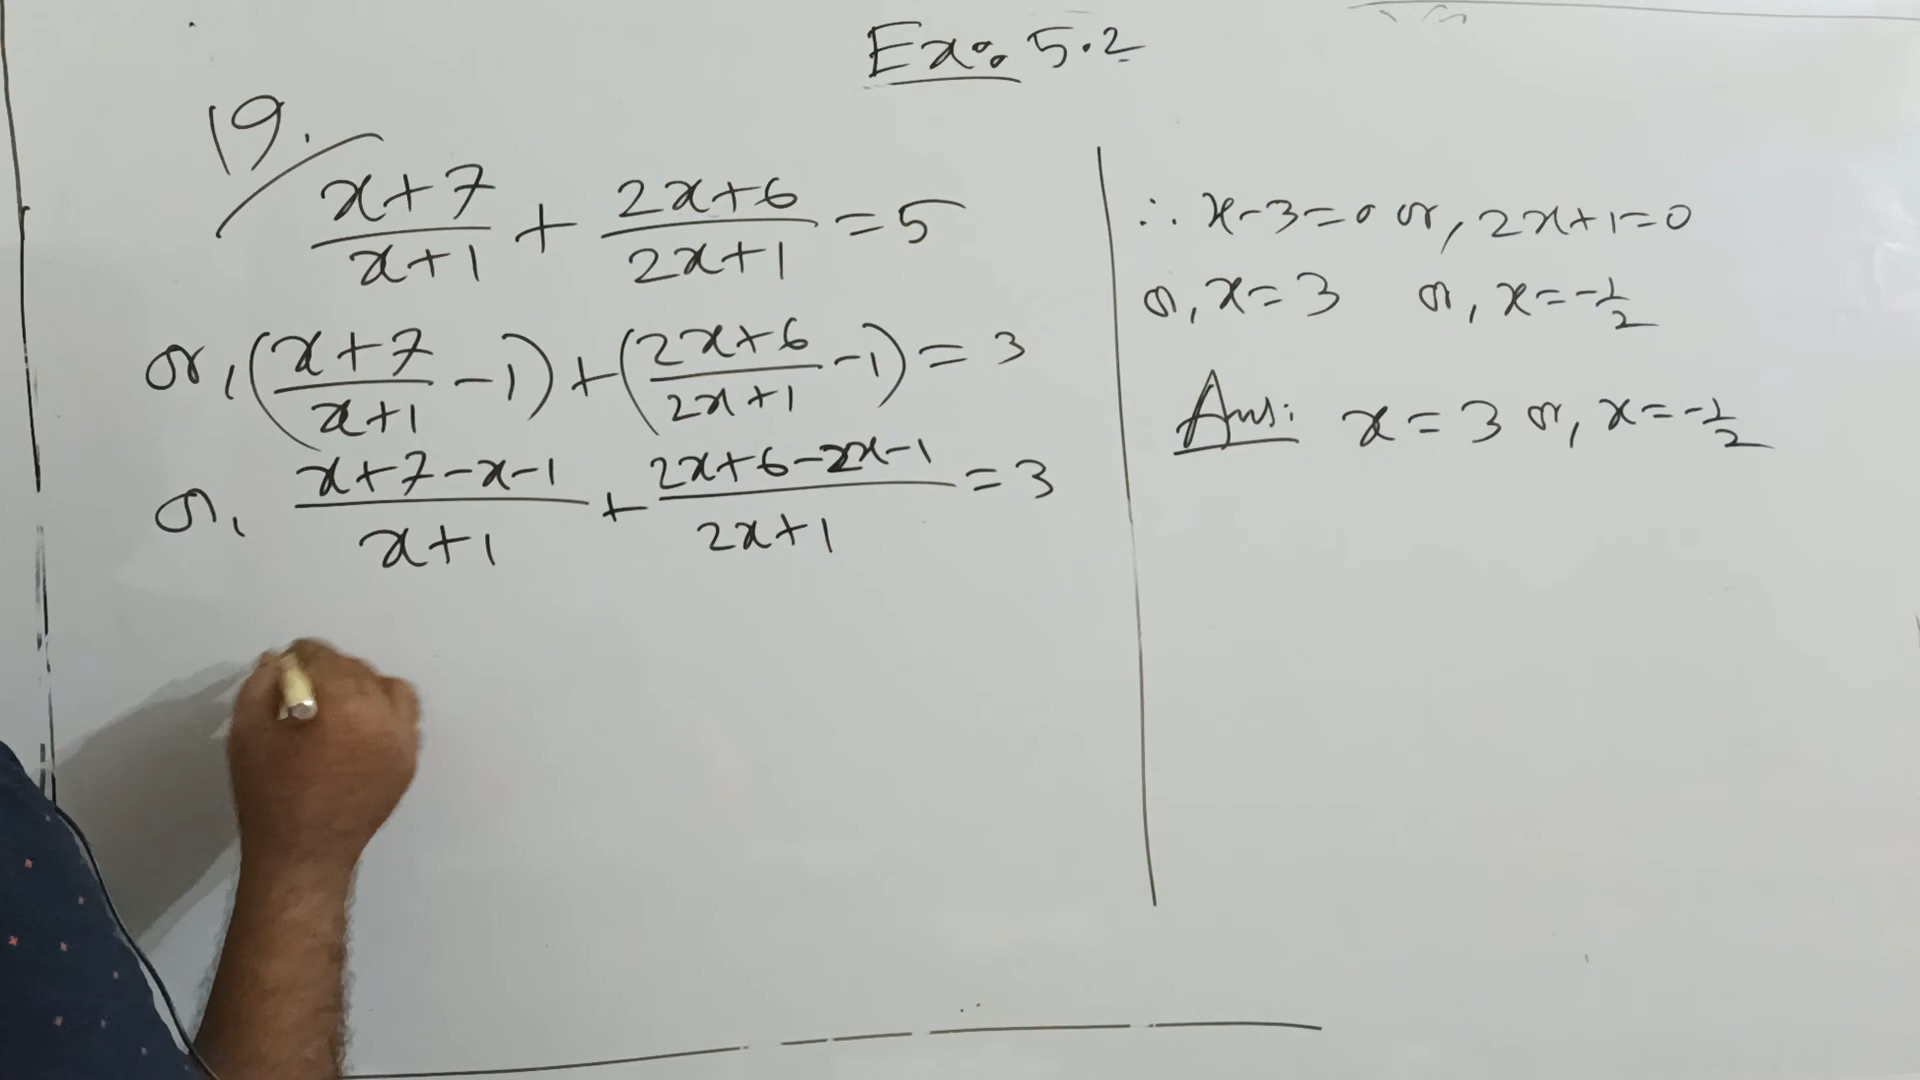 Ex: 5.2
19.
(x+7)/(x+1) + (2x+6)/(2x+1) = 5
or, ((x+7)/(x+1) - 1) + ((2x+6)/(2x+1) - 1) = 3
or, (x+7-x-1)/(x+1) + (2x+6-2x-1)/(2x+1) = 3
∴ x-3=0 or, 2x+1=0
or, x=3 or, x=-1/2
Ans: x = 3 or, x=-1/2